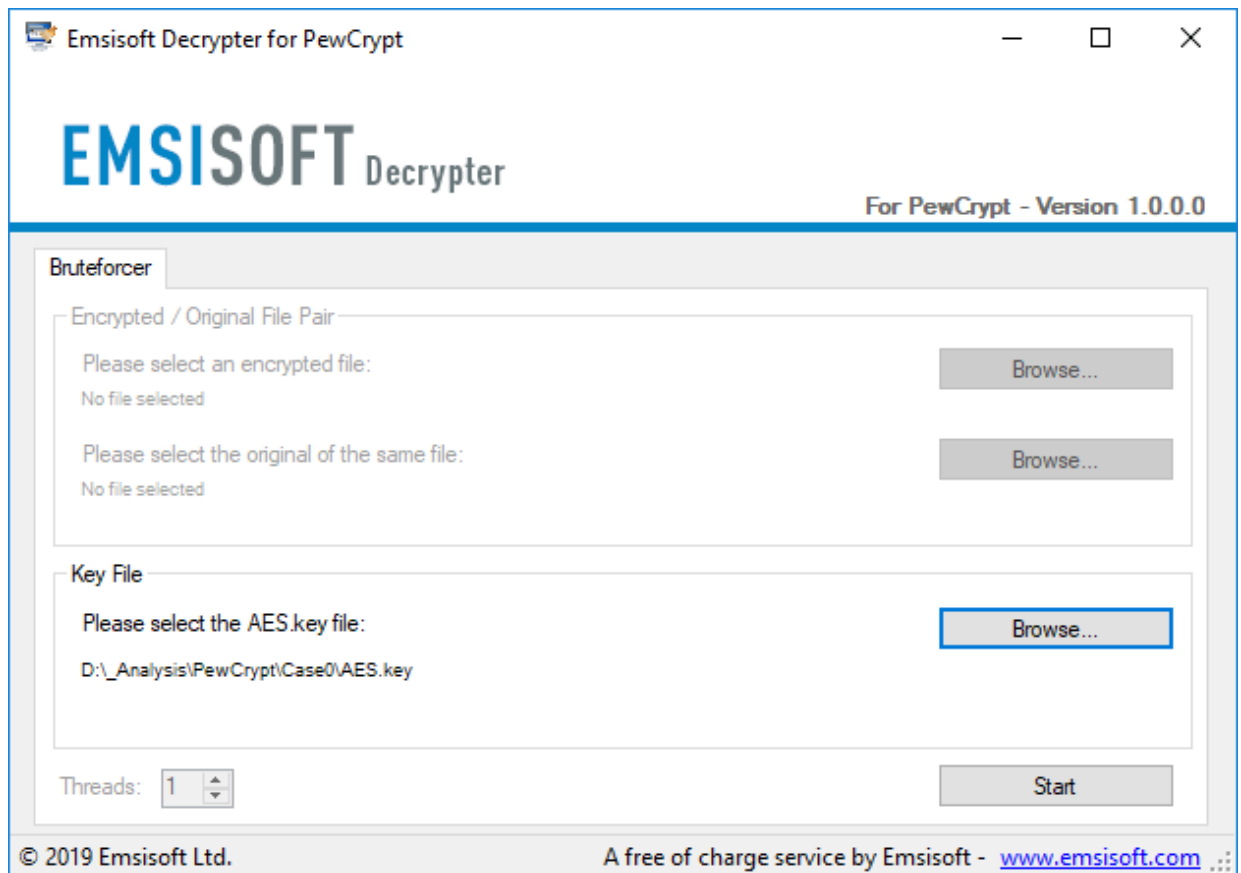 Emsisoft Decrypter for PewCrypt
EMSISOFT Decrypter
For PewCrypt - Version 1.0.0.0
Bruteforcer
Encrypted / Original File Pair
Please select an encrypted file:
Browse...
No file selected
Please select the original of the same file:
Browse...
No file selected
Key File
Please select the AES.key file:
Browse...
D:\_Analysis\PewCrypt\Case0\AES.key
Threads: 1
Start
© 2019 Emsisoft Ltd.
A free of charge service by Emsisoft - www.emsisoft.com